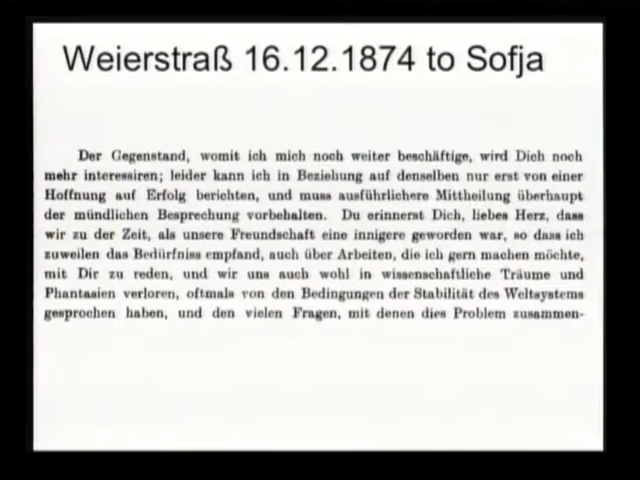 Weierstraß 16.12.1874 to Sofja
Der Gegenstand, womit ich mich noch weiter beschäftige, wird Dich noch
mehr interessiren; leider kann ich in Beziehung auf denselben nur erst von einer
Hoffnung auf Erfolg berichten, und muss ausführlichere Mittheilung überhaupt
der mündlichen Besprechung vorbehalten. Du erinnerst Dich, liebes Herz, dass
wir zu der Zeit, als unsere Freundschaft eine innigere geworden war, so dass ich
zuweilen das Bedürfniss empfand, auch über Arbeiten, die ich gern machen möchte,
mit Dir zu reden, und wir uns auch wohl in wissenschaftliche Träume und
Phantasien verloren, oftmals von den Bedingungen der Stabilität des Weltsystems
gesprochen haben, und den vielen Fragen, mit denen dies Problem zusammen-